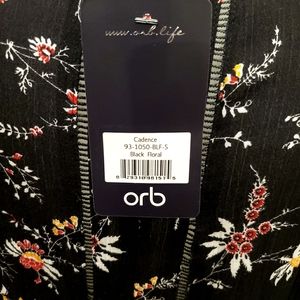 www.orb.life
Cadence
93-1050-BLF-S
Black Floral
orb